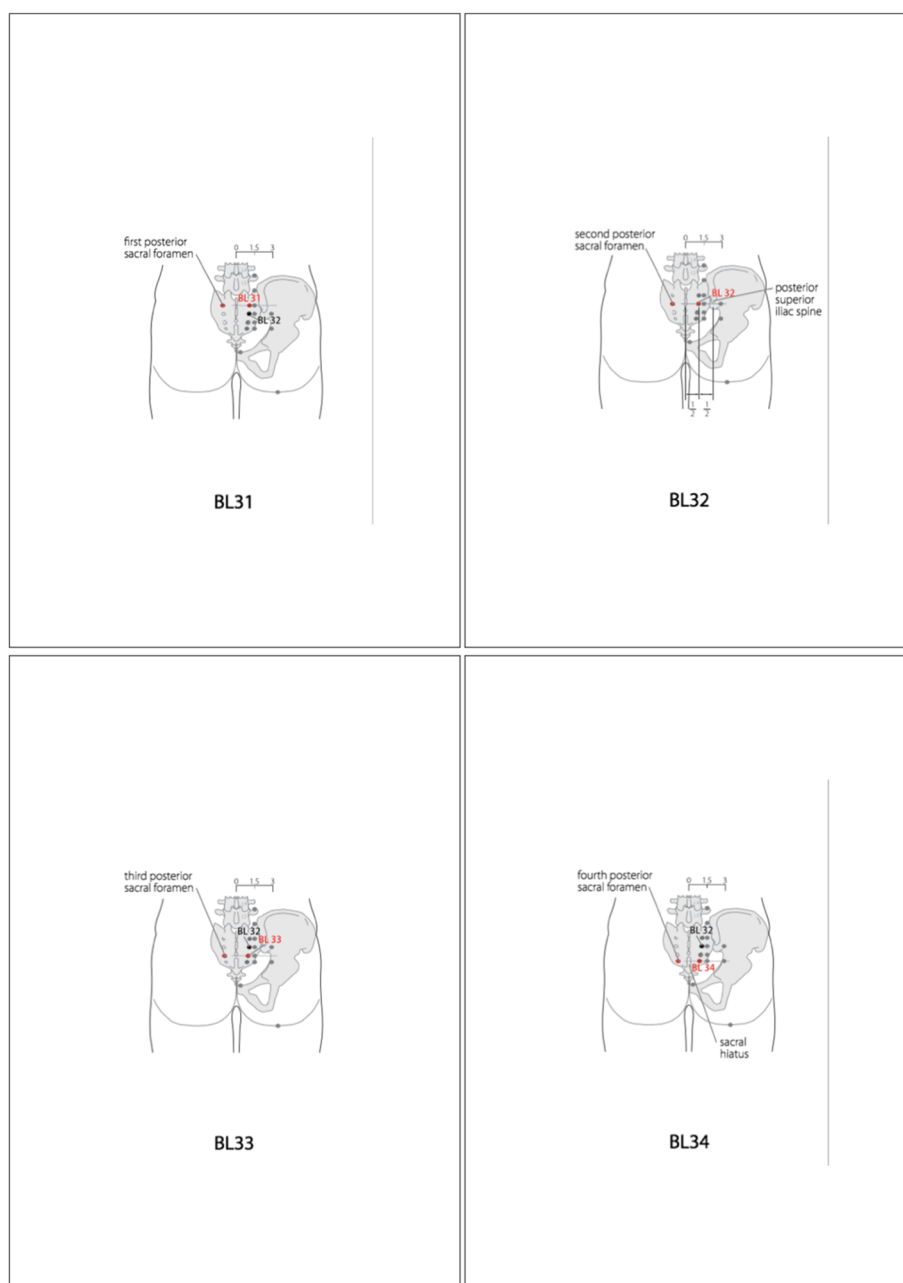 first posterior
sacral foramen
0 1.5 3
BL 31
BL 32
BL31
second posterior
sacral foramen
0 1.5 3
BL 32
posterior
superior
iliac spine
1/2 1/2
BL32
third posterior
sacral foramen
0 1.5 3
BL 32
BL 33
BL33
fourth posterior
sacral foramen
0 1.5 3
BL 32
BL 34
sacral
hiatus
BL34